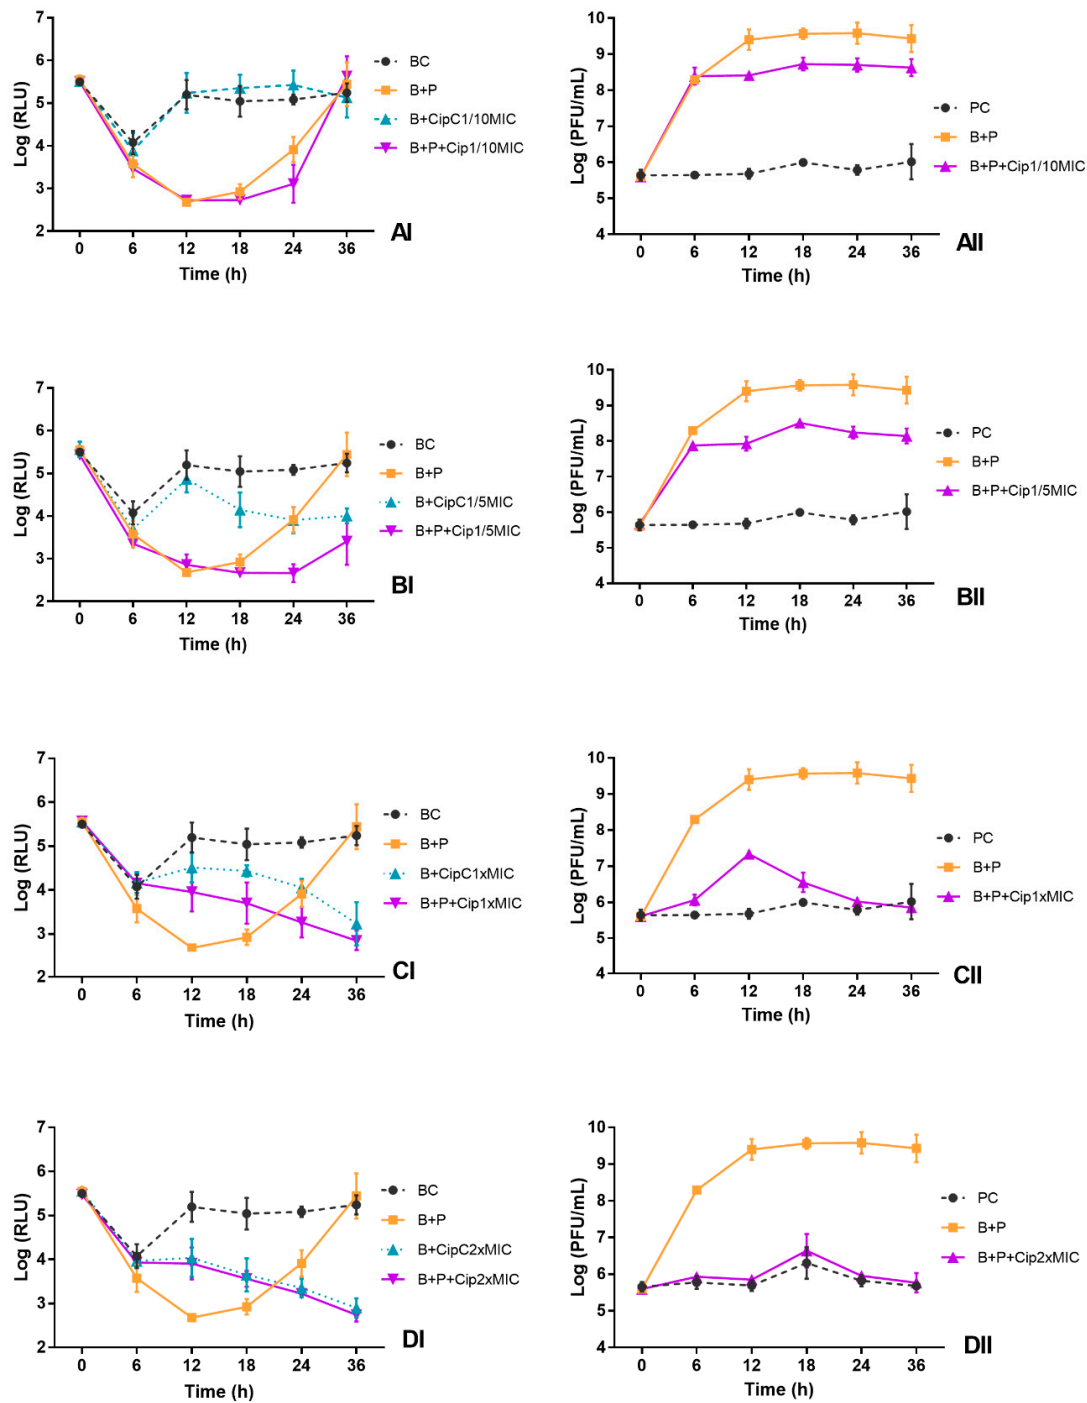 7
6
5
4
3
2
Log (RLU)
0 6 12 18 24 36
Time (h)
BC
B+P
B+CipC1/10MIC
B+P+Cip1/10MIC
AI
10
9
8
7
6
5
4
Log (PFU/mL)
0 6 12 18 24 36
Time (h)
PC
B+P
B+P+Cip1/10MIC
AII
7
6
5
4
3
2
Log (RLU)
0 6 12 18 24 36
Time (h)
BC
B+P
B+CipC1/5MIC
B+P+Cip1/5MIC
BI
10
9
8
7
6
5
4
Log (PFU/mL)
0 6 12 18 24 36
Time (h)
PC
B+P
B+P+Cip1/5MIC
BII
7
6
5
4
3
2
Log (RLU)
0 6 12 18 24 36
Time (h)
BC
B+P
B+CipC1xMIC
B+P+Cip1xMIC
CI
10
9
8
7
6
5
4
Log (PFU/mL)
0 6 12 18 24 36
Time (h)
PC
B+P
B+P+Cip1xMIC
CII
7
6
5
4
3
2
Log (RLU)
0 6 12 18 24 36
Time (h)
BC
B+P
B+CipC2xMIC
B+P+Cip2xMIC
DI
10
9
8
7
6
5
4
Log (PFU/mL)
0 6 12 18 24 36
Time (h)
PC
B+P
B+P+Cip2xMIC
DII